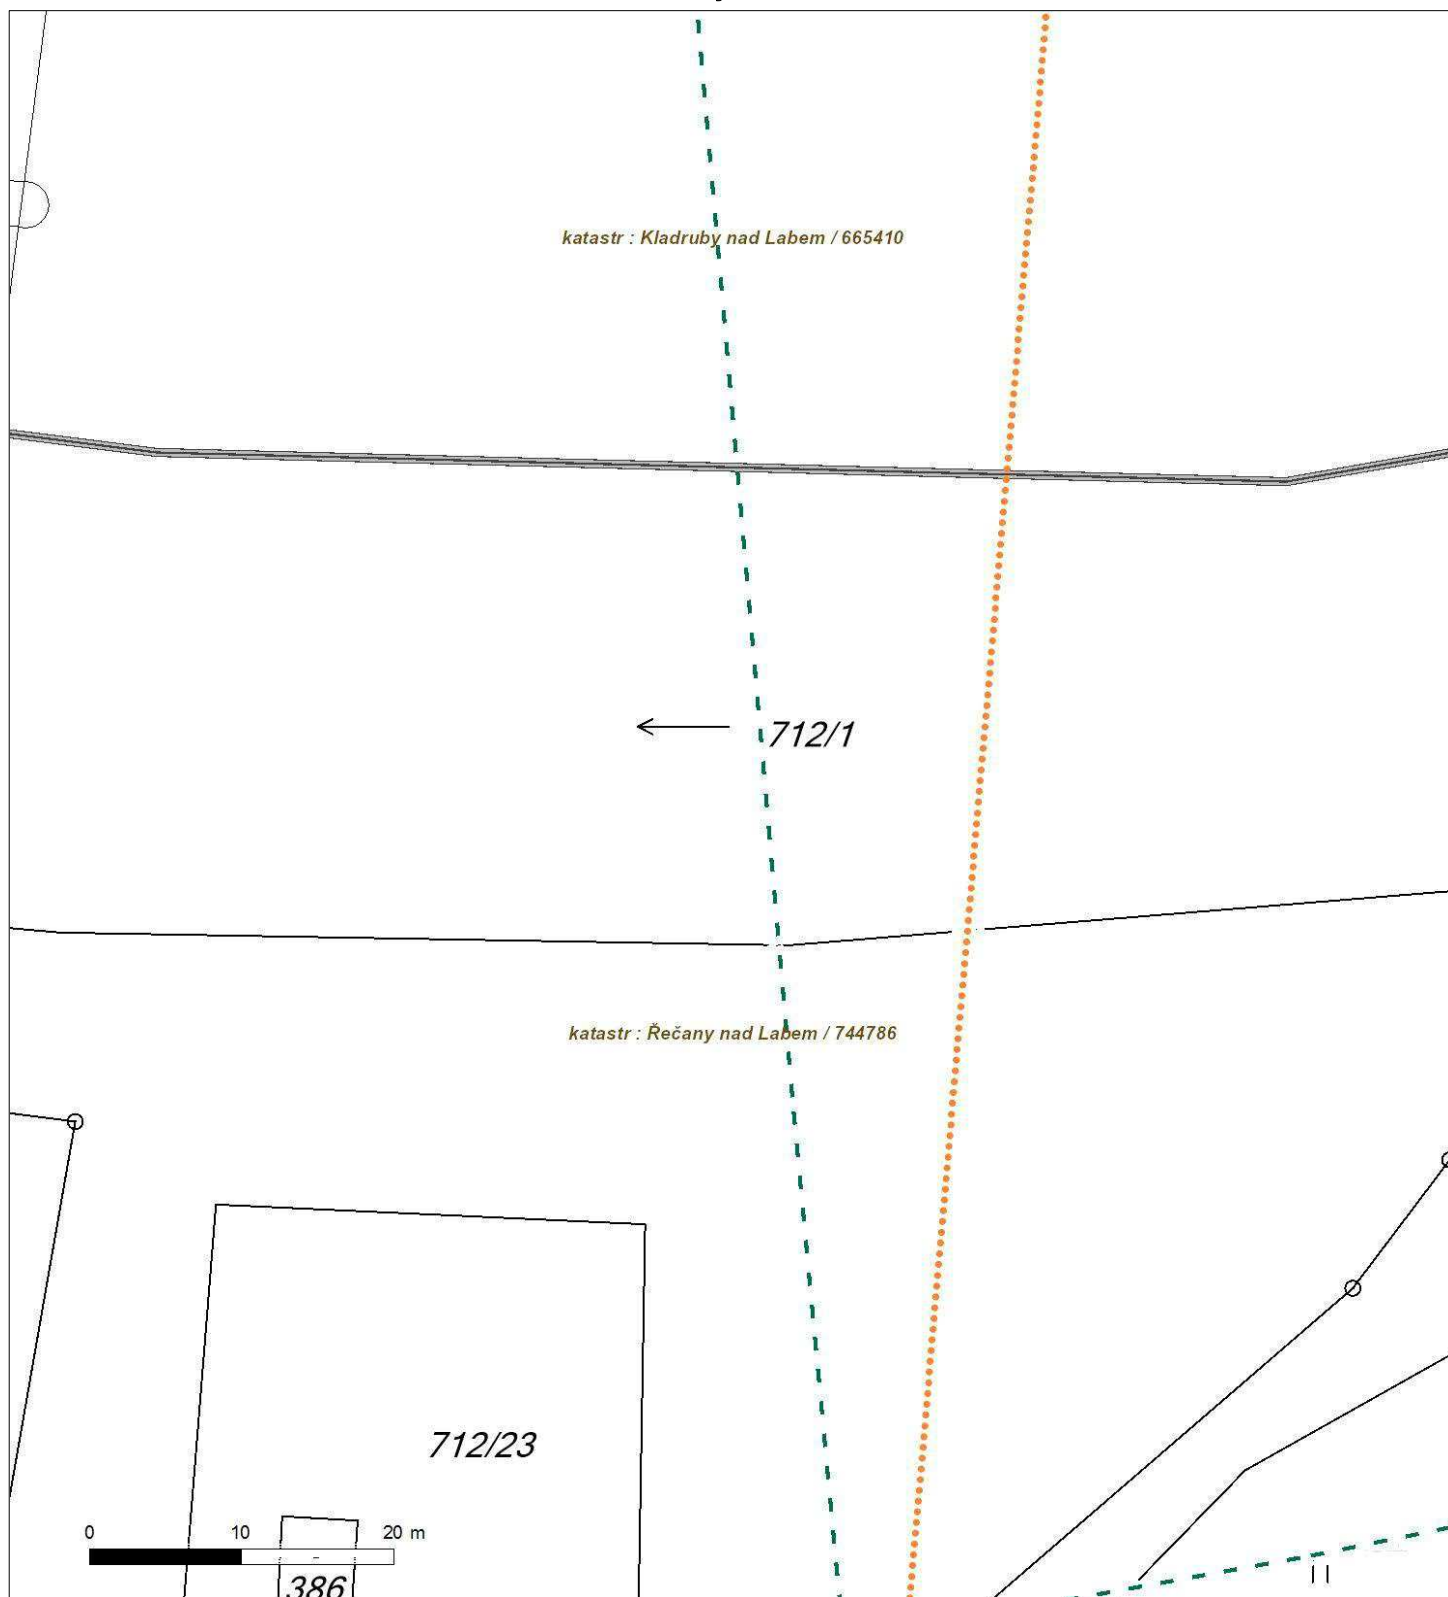 katastr : Kladruby nad Labem / 665410
712/1
katastr : Řečany nad Labem / 744786
712/23
0 10 20 m
386